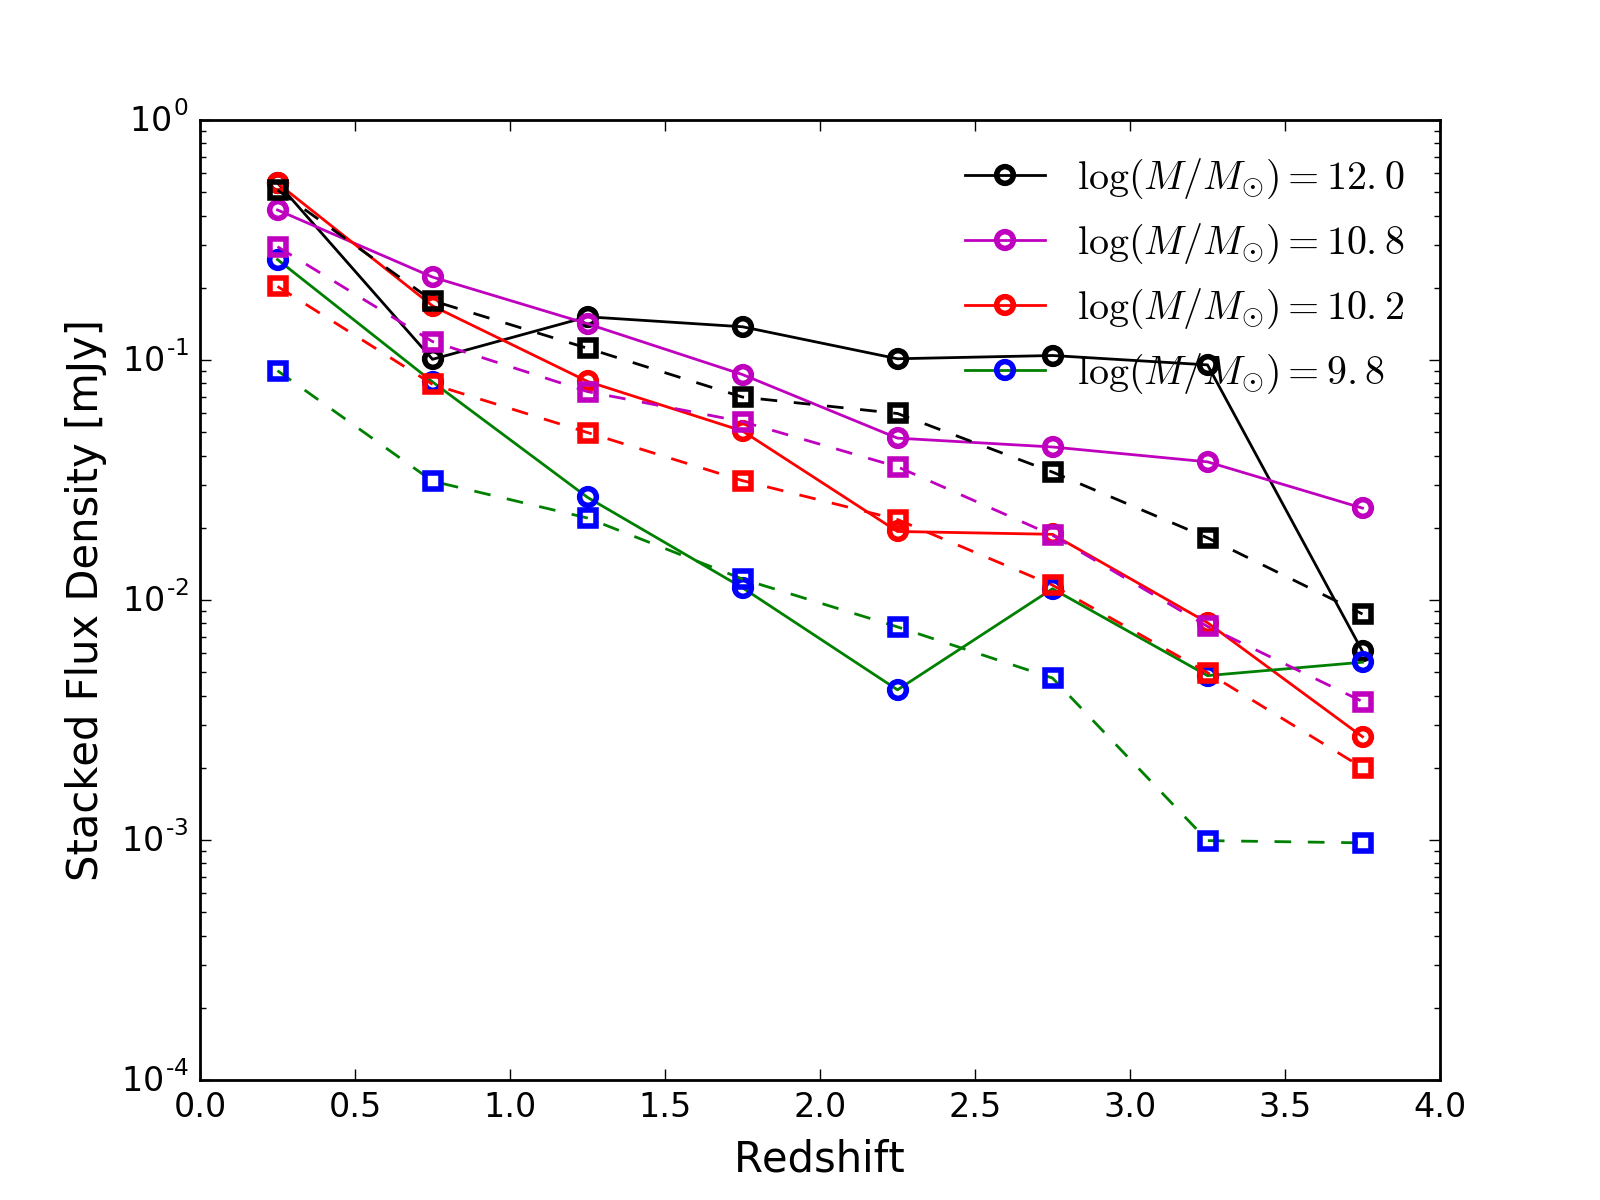 10^0
10^-1
10^-2
10^-3
10^-4
Stacked Flux Density [mJy]
log(M/M⊙) = 12.0
log(M/M⊙) = 10.8
log(M/M⊙) = 10.2
log(M/M⊙) = 9.8
0.0 0.5 1.0 1.5 2.0 2.5 3.0 3.5 4.0
Redshift